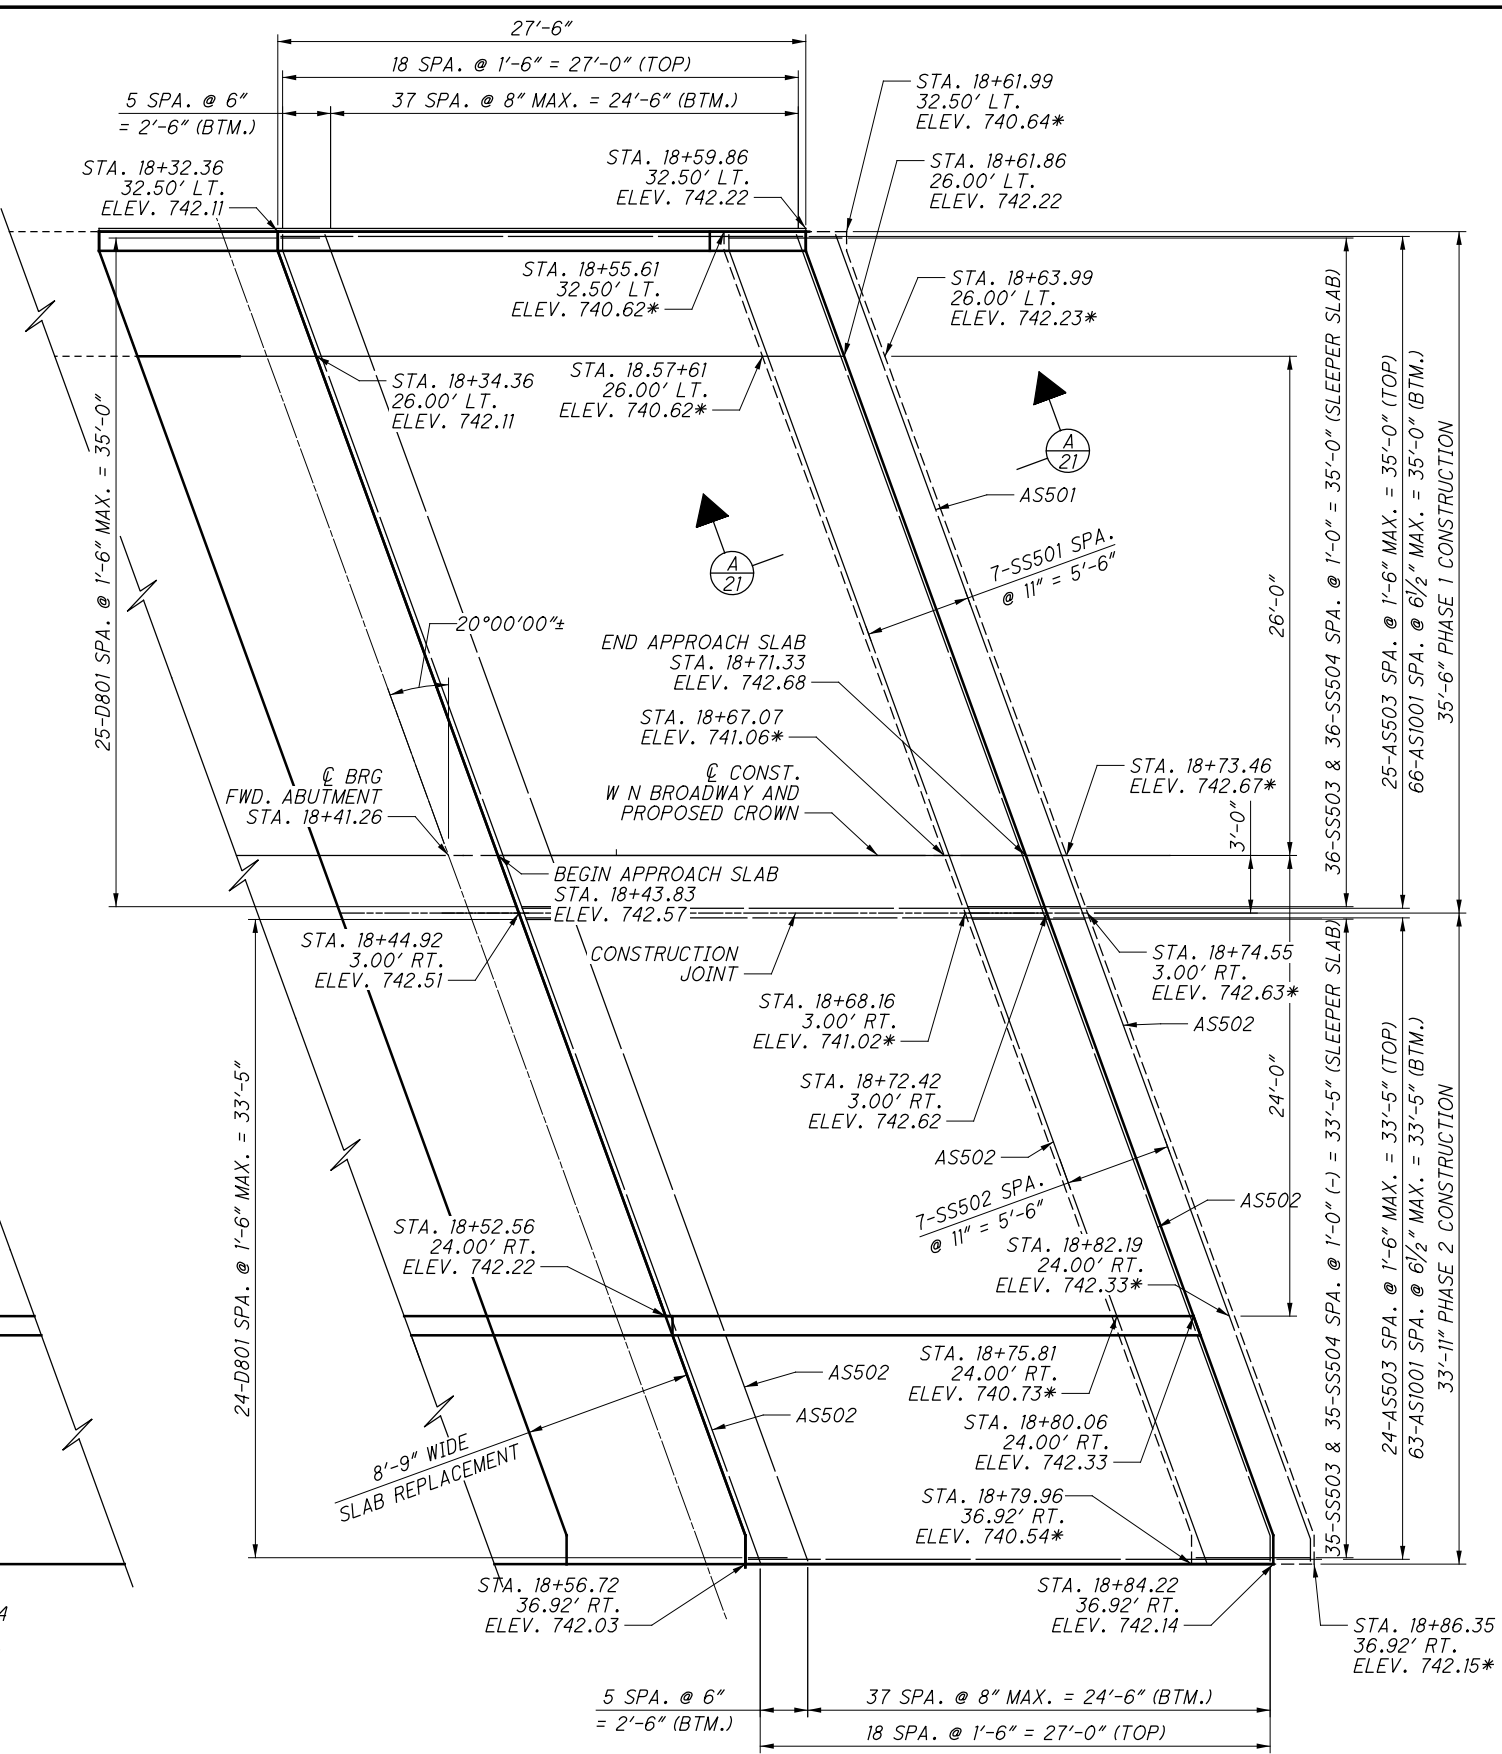 27'-6"
18 SPA. @ 1'-6" = 27'-0" (TOP)
5 SPA. @ 6"
= 2'-6" (BTM.)
37 SPA. @ 8" MAX. = 24'-6" (BTM.)
STA. 18+61.99
32.50' LT.
ELEV. 740.64*
STA. 18+32.36
32.50' LT.
ELEV. 742.11
STA. 18+59.86
32.50' LT.
ELEV. 742.22
STA. 18+61.86
26.00' LT.
ELEV. 742.22
STA. 18+55.61
32.50' LT.
ELEV. 740.62*
STA. 18+63.99
26.00' LT.
ELEV. 742.23*
STA. 18+34.36
26.00' LT.
ELEV. 742.11
STA. 18.57+61
26.00' LT.
ELEV. 740.62*
A
21
AS501
A
21
7-SS501 SPA.
@ 11" = 5'-6"
25-D801 SPA. @ 1'-6" MAX. = 35'-0"
20°00'00"±
END APPROACH SLAB
STA. 18+71.33
ELEV. 742.68
STA. 18+67.07
ELEV. 741.06*
℄ CONST.
W N BROADWAY AND
PROPOSED CROWN
℄ BRG
FWD. ABUTMENT
STA. 18+41.26
STA. 18+73.46
ELEV. 742.67*
26'-0"
3'-0"
36-SS503 & 36-SS504 SPA. @ 1'-0" = 35'-0" (SLEEPER SLAB)
25-AS503 SPA. @ 1'-6" MAX. = 35'-0" (TOP)
66-AS1001 SPA. @ 6½" MAX. = 35'-0" (BTM.)
35'-6" PHASE 1 CONSTRUCTION
BEGIN APPROACH SLAB
STA. 18+43.83
ELEV. 742.57
STA. 18+44.92
3.00' RT.
ELEV. 742.51
CONSTRUCTION
JOINT
STA. 18+74.55
3.00' RT.
ELEV. 742.63*
STA. 18+68.16
3.00' RT.
ELEV. 741.02*
AS502
STA. 18+72.42
3.00' RT.
ELEV. 742.62
AS502
7-SS502 SPA.
@ 11" = 5'-6"
AS502
24'-0"
24-D801 SPA. @ 1'-6" MAX. = 33'-5"
STA. 18+52.56
24.00' RT.
ELEV. 742.22
STA. 18+82.19
24.00' RT.
ELEV. 742.33*
35-SS503 & 35-SS504 SPA. @ 1'-0" (-) = 33'-5" (SLEEPER SLAB)
24-AS503 SPA. @ 1'-6" MAX. = 33'-5" (TOP)
63-AS1001 SPA. @ 6½" MAX. = 33'-5" (BTM.)
33'-11" PHASE 2 CONSTRUCTION
AS502
AS502
STA. 18+75.81
24.00' RT.
ELEV. 740.73*
STA. 18+80.06
24.00' RT.
ELEV. 742.33
8'-9" WIDE
SLAB REPLACEMENT
STA. 18+79.96
36.92' RT.
ELEV. 740.54*
STA. 18+56.72
36.92' RT.
ELEV. 742.03
STA. 18+84.22
36.92' RT.
ELEV. 742.14
STA. 18+86.35
36.92' RT.
ELEV. 742.15*
4
5 SPA. @ 6"
= 2'-6" (BTM.)
37 SPA. @ 8" MAX. = 24'-6" (BTM.)
18 SPA. @ 1'-6" = 27'-0" (TOP)